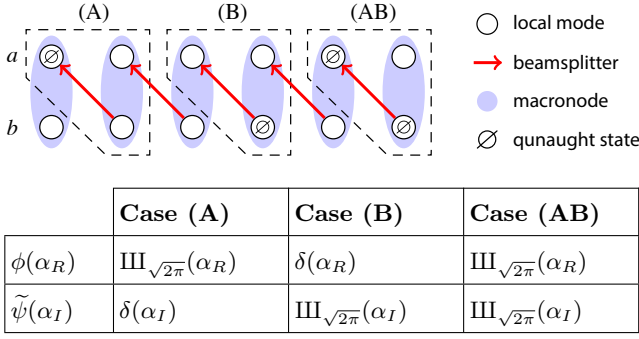 (A) (B) (AB)
a
b
local mode
beamsplitter
macronode
qunaught state
Case (A) Case (B) Case (AB)
ϕ(α_R) Ш_√2π(α_R) δ(α_R) Ш_√2π(α_R)
ψ̃(α_I) δ(α_I) Ш_√2π(α_I) Ш_√2π(α_I)